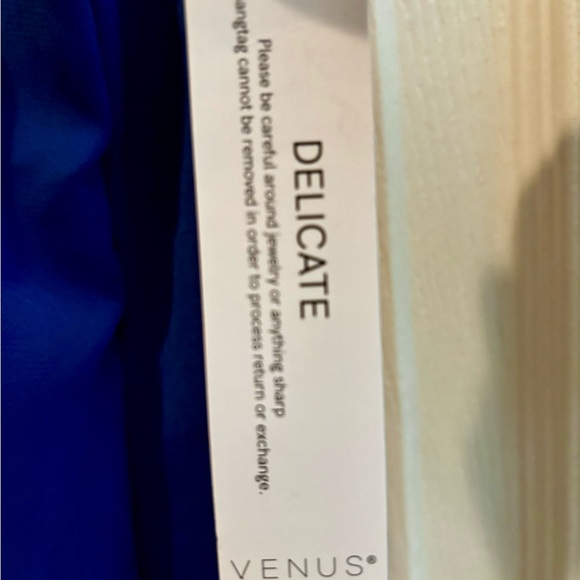 DELICATE
Please be careful around jewelry or anything sharp
angtag cannot be removed in order to process return or exchange.
VENUS®